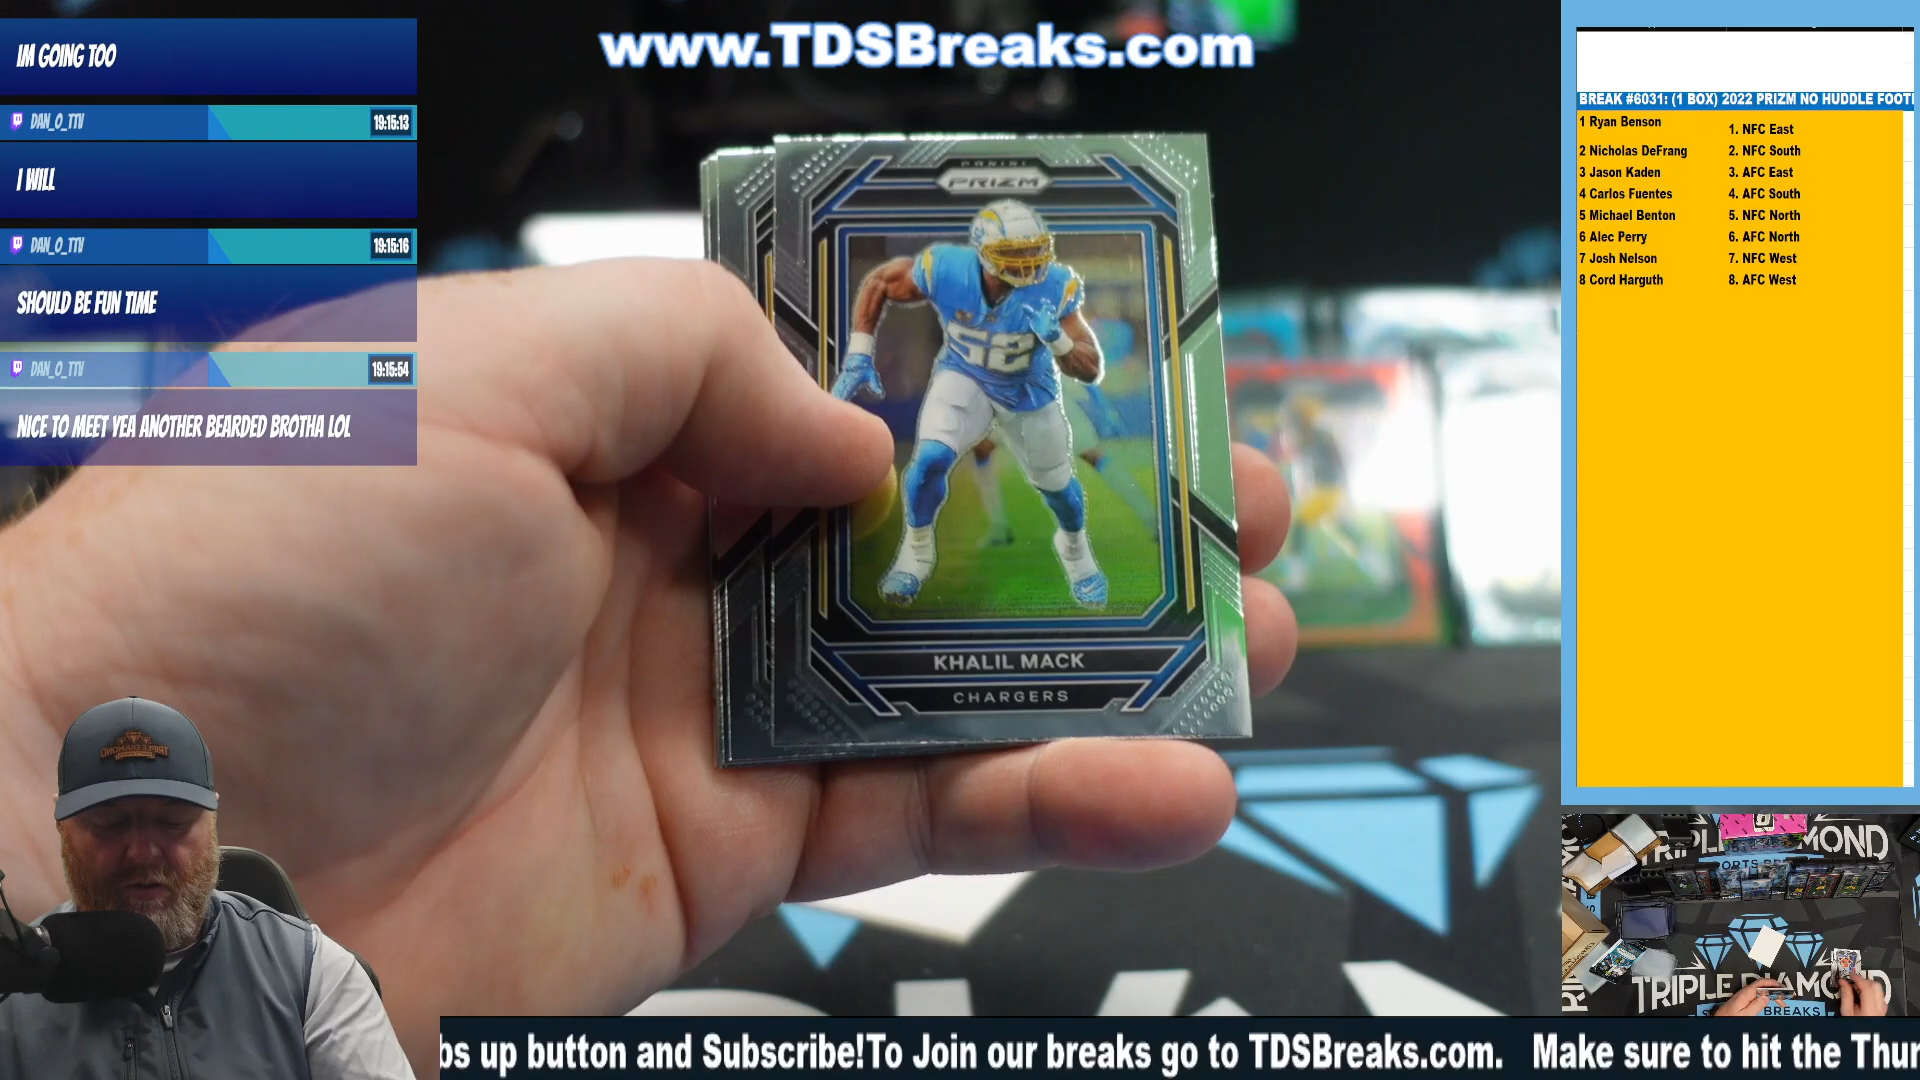 www.TDSBreaks.com
IM GOING TOO
DAN_O_TTV 19:15:13
I WILL
DAN_O_TTV 19:15:16
SHOULD BE FUN TIME
DAN_O_TTV 19:15:54
NICE TO MEET YEA ANOTHER BEARDED BROTHA LOL
PANINI
PRIZM
52
KHALIL MACK
CHARGERS
BREAK #6031: (1 BOX) 2022 PRIZM NO HUDDLE FOOT
1 Ryan Benson 1. NFC East
2 Nicholas DeFrang 2. NFC South
3 Jason Kaden 3. AFC East
4 Carlos Fuentes 4. AFC South
5 Michael Benton 5. NFC North
6 Alec Perry 6. AFC North
7 Josh Nelson 7. NFC West
8 Cord Harguth 8. AFC West
TRIPLE DIAMOND
TRIPLE DIAMOND
BREAKS
bs up button and Subscribe!To Join our breaks go to TDSBreaks.com. Make sure to hit the Thu